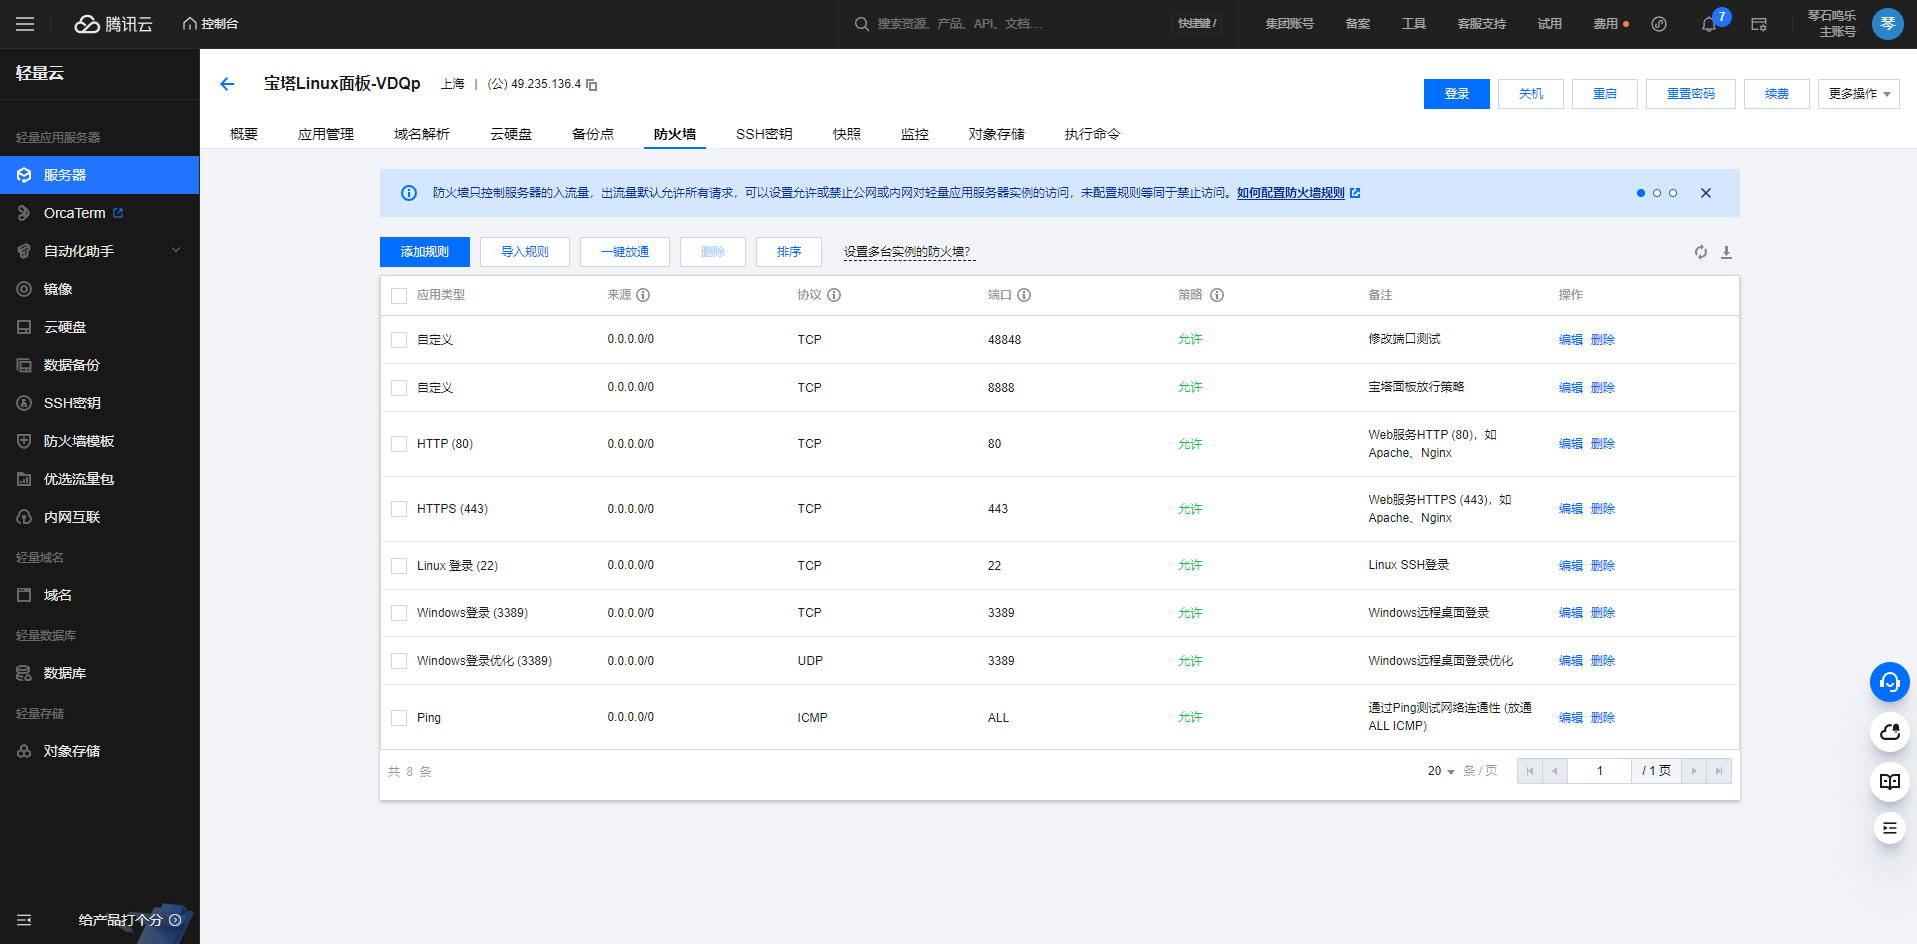 腾讯云
控制台
搜索资源、产品、API、文档....
快捷键 /
集团账号
备案
工具
客服支持
试用
费用
7
琴石鸣乐
主账号
琴
轻量云
轻量应用服务器
服务器
OrcaTerm
自动化助手
镜像
云硬盘
数据备份
SSH密钥
防火墙模板
优选流量包
内网互联
轻量域名
域名
轻量数据库
数据库
轻量存储
对象存储
给产品打个分
宝塔Linux面板-VDQp 上海 | (公) 49.235.136.4
登录 关机 重启 重置密码 续费 更多操作
概要 应用管理 域名解析 云硬盘 备份点 防火墙 SSH密钥 快照 监控 对象存储 执行命令
防火墙只控制服务器的入流量，出流量默认允许所有请求，可以设置允许或禁止公网或内网对轻量应用服务器实例的访问，未配置规则等同于禁止访问。如何配置防火墙规则
添加规则 导入规则 一键放通 删除 排序 设置多台实例的防火墙?
应用类型 来源 协议 端口 策略 备注 操作
自定义 0.0.0.0/0 TCP 48848 允许 修改端口测试 编辑 删除
自定义 0.0.0.0/0 TCP 8888 允许 宝塔面板放行策略 编辑 删除
HTTP (80) 0.0.0.0/0 TCP 80 允许 Web服务HTTP (80)，如
Apache、Nginx
编辑 删除
HTTPS (443) 0.0.0.0/0 TCP 443 允许 Web服务HTTPS (443)，如
Apache、Nginx
编辑 删除
Linux 登录 (22) 0.0.0.0/0 TCP 22 允许 Linux SSH登录 编辑 删除
Windows登录 (3389) 0.0.0.0/0 TCP 3389 允许 Windows远程桌面登录 编辑 删除
Windows登录优化 (3389) 0.0.0.0/0 UDP 3389 允许 Windows远程桌面登录优化 编辑 删除
Ping 0.0.0.0/0 ICMP ALL 允许 通过Ping测试网络连通性 (放通
ALL ICMP)
编辑 删除
共 8 条
20 条 / 页 1 / 1 页